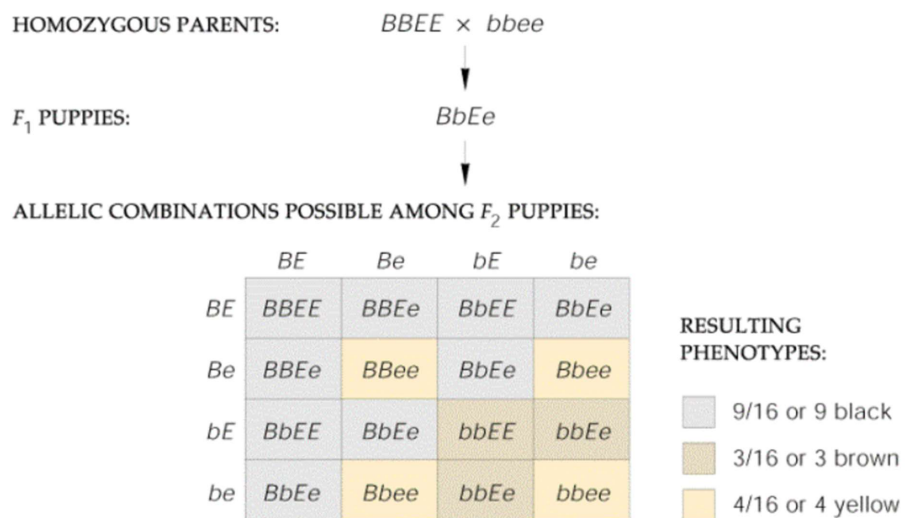 HOMOZYGOUS PARENTS: BBEE × bbee
F1 PUPPIES: BbEe
ALLELIC COMBINATIONS POSSIBLE AMONG F2 PUPPIES:
BE Be bE be
BE BBEE BBEe BbEE BbEe
Be BBEe BBee BbEe Bbee
bE BbEE BbEe bbEE bbEe
be BbEe Bbee bbEe bbee
RESULTING
PHENOTYPES:
9/16 or 9 black
3/16 or 3 brown
4/16 or 4 yellow